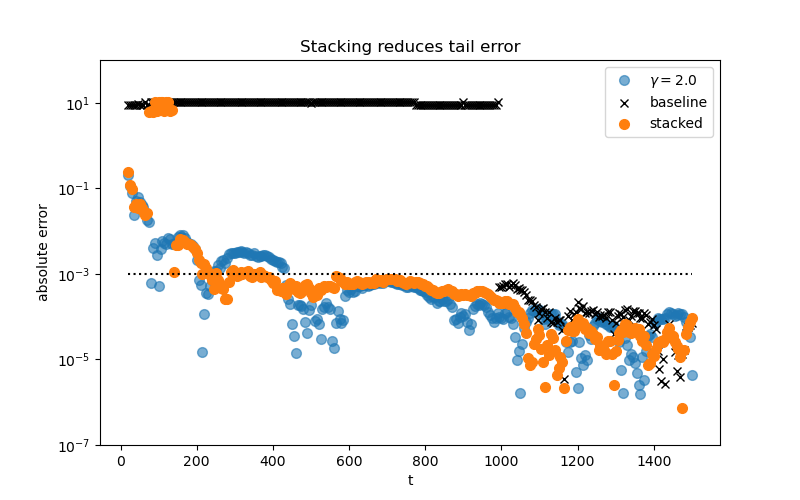 Stacking reduces tail error
γ = 2.0
baseline
stacked
absolute error
10¹
10⁻¹
10⁻³
10⁻⁵
10⁻⁷
0 200 400 600 800 1000 1200 1400
t